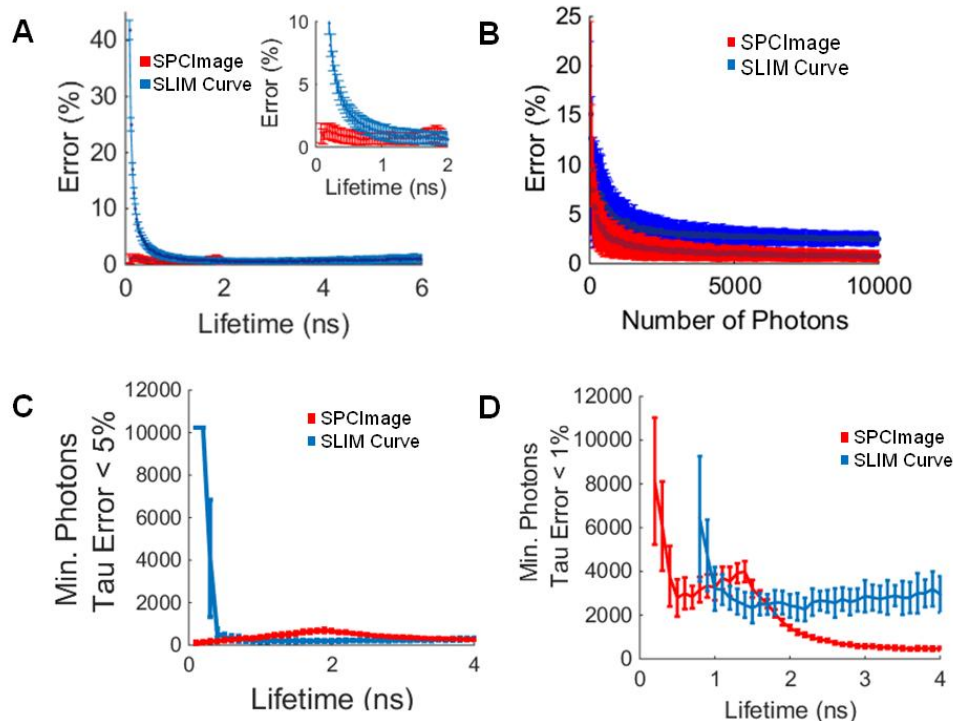 A
Error (%)
40
30
20
10
0
0
2
4
6
Lifetime (ns)
SPCImage
SLIM Curve
Error (%)
10
5
0
0
1
2
Lifetime (ns)
B
Error (%)
25
20
15
10
5
0
0
5000
10000
Number of Photons
SPCImage
SLIM Curve
C
Min. Photons
Tau Error < 5%
12000
10000
8000
6000
4000
2000
0
0
2
4
Lifetime (ns)
SPCImage
SLIM Curve
D
Min. Photons
Tau Error < 1%
12000
10000
8000
6000
4000
2000
0
0
1
2
3
4
Lifetime (ns)
SPCImage
SLIM Curve